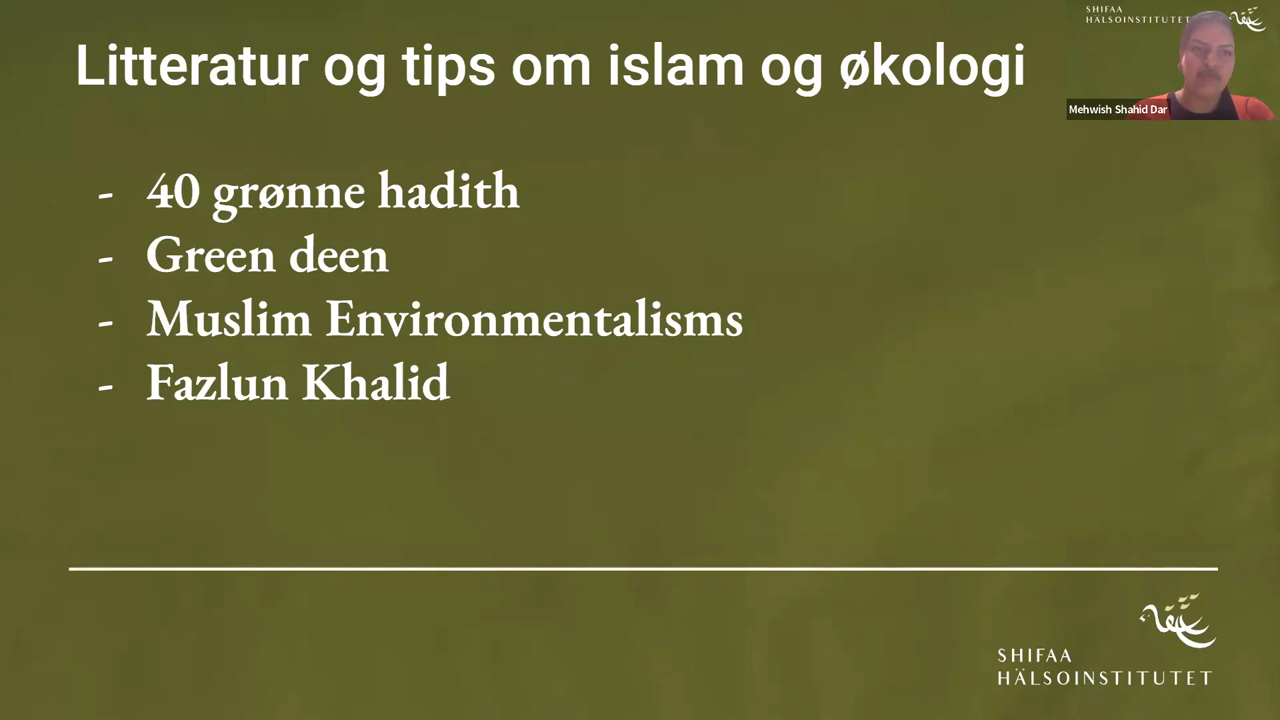 Litteratur og tips om islam og økologi
SHIFAA
HÄLSOINSTITUTET
Mehwish Shahid Dar
- 40 grønne hadith
- Green deen
- Muslim Environmentalisms
- Fazlun Khalid
SHIFAA
HÄLSOINSTITUTET